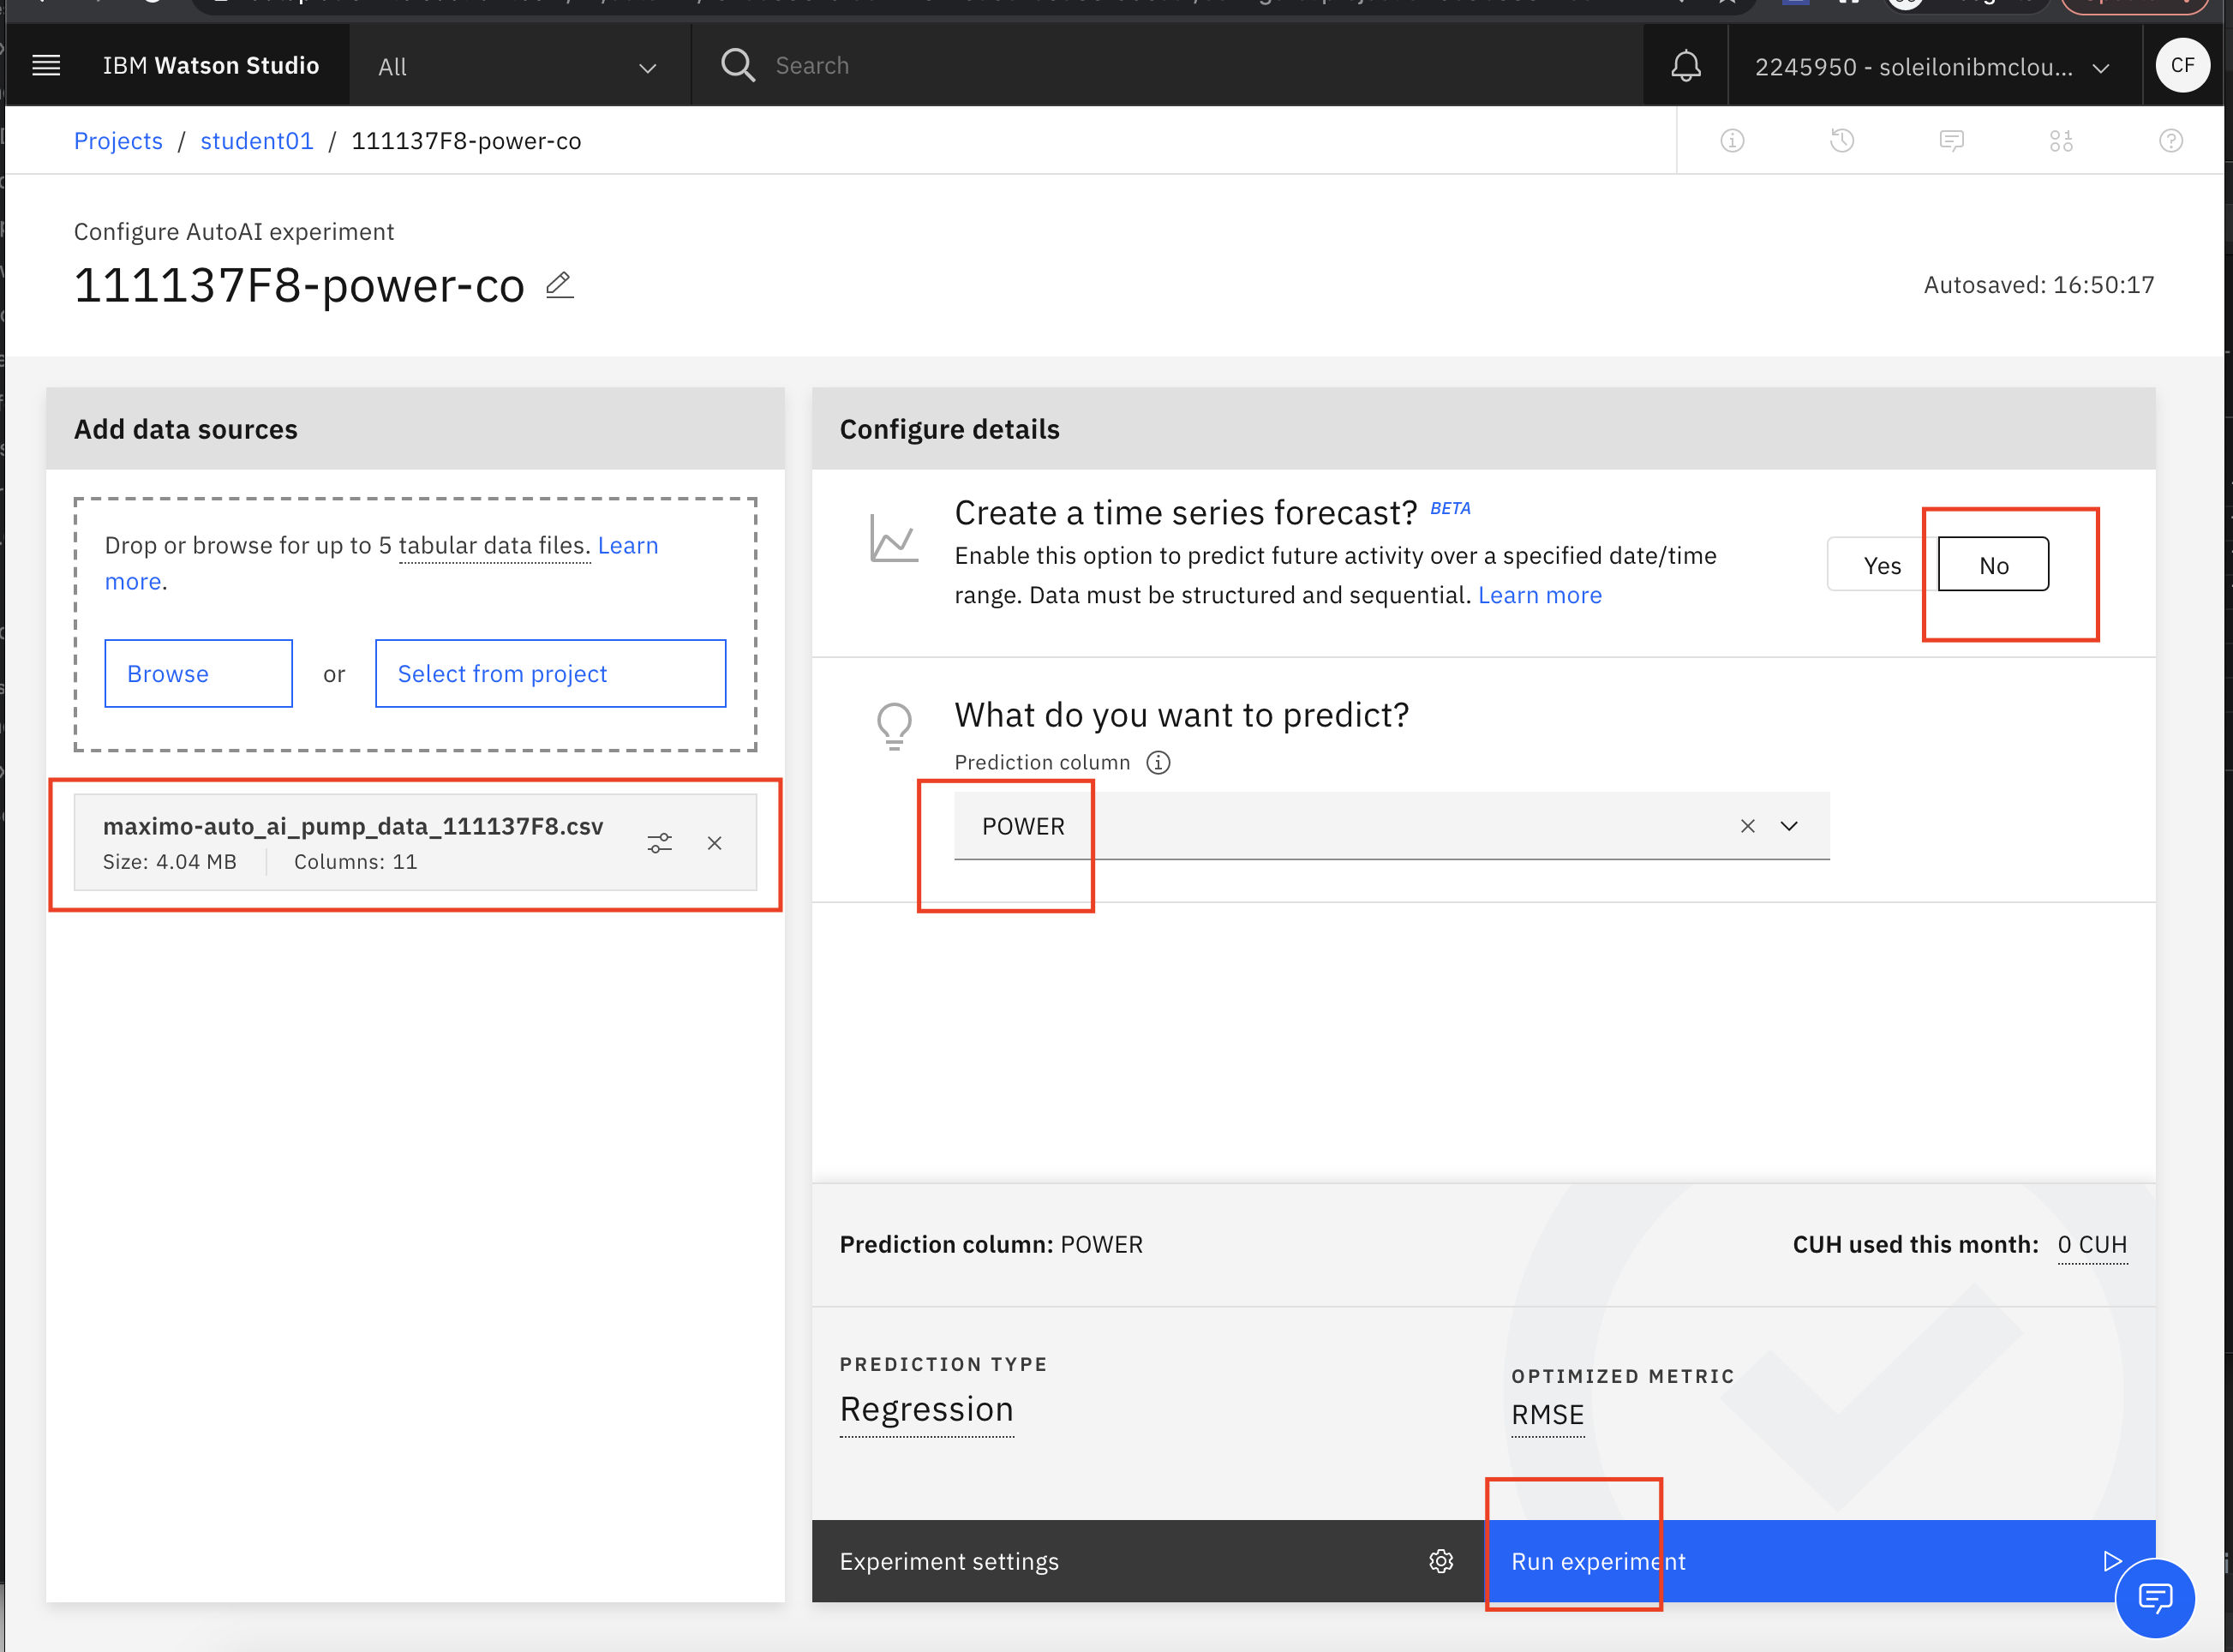 IBM Watson Studio
All
Search
2245950 - soleilonibmclou...
CF
Projects / student01 / 111137F8-power-co
Configure AutoAI experiment
111137F8-power-co
Autosaved: 16:50:17
Add data sources
Drop or browse for up to 5 tabular data files. Learn
more.
Browse
or
Select from project
maximo-auto_ai_pump_data_111137F8.csv
Size: 4.04 MB
Columns: 11
Configure details
Create a time series forecast? BETA
Enable this option to predict future activity over a specified date/time
range. Data must be structured and sequential. Learn more
Yes
No
What do you want to predict?
Prediction column
POWER
Prediction column: POWER
CUH used this month: 0 CUH
PREDICTION TYPE
Regression
OPTIMIZED METRIC
RMSE
Experiment settings
Run experiment